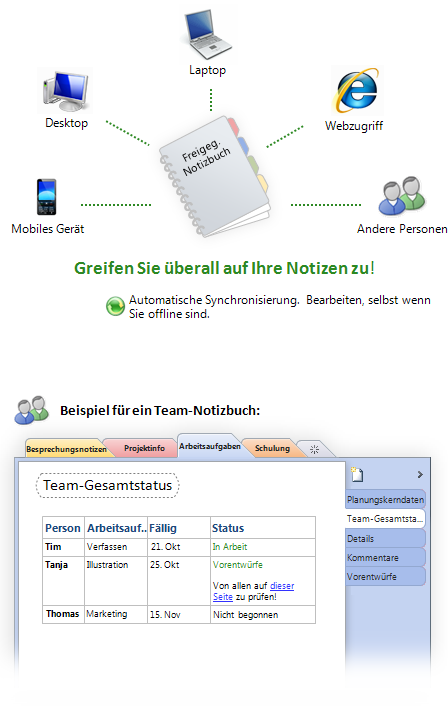 Laptop
Desktop
Webzugriff
Freigeg.
Notizbuch
Mobiles Gerät
Andere Personen
Greifen Sie überall auf Ihre Notizen zu!
Automatische Synchronisierung. Bearbeiten, selbst wenn
Sie offline sind.
Beispiel für ein Team-Notizbuch:
Besprechungsnotizen Projektinfo Arbeitsaufgaben Schulung
Team-Gesamtstatus
Planungskerndaten
Team-Gesamtsta...
Details
Kommentare
Vorentwürfe
Person Arbeitsauf.. Fällig Status
Tim Verfassen 21. Okt In Arbeit
Tanja Illustration 25. Okt Vorentwürfe
Von allen auf dieser
Seite zu prüfen!
Thomas Marketing 15. Nov Nicht begonnen